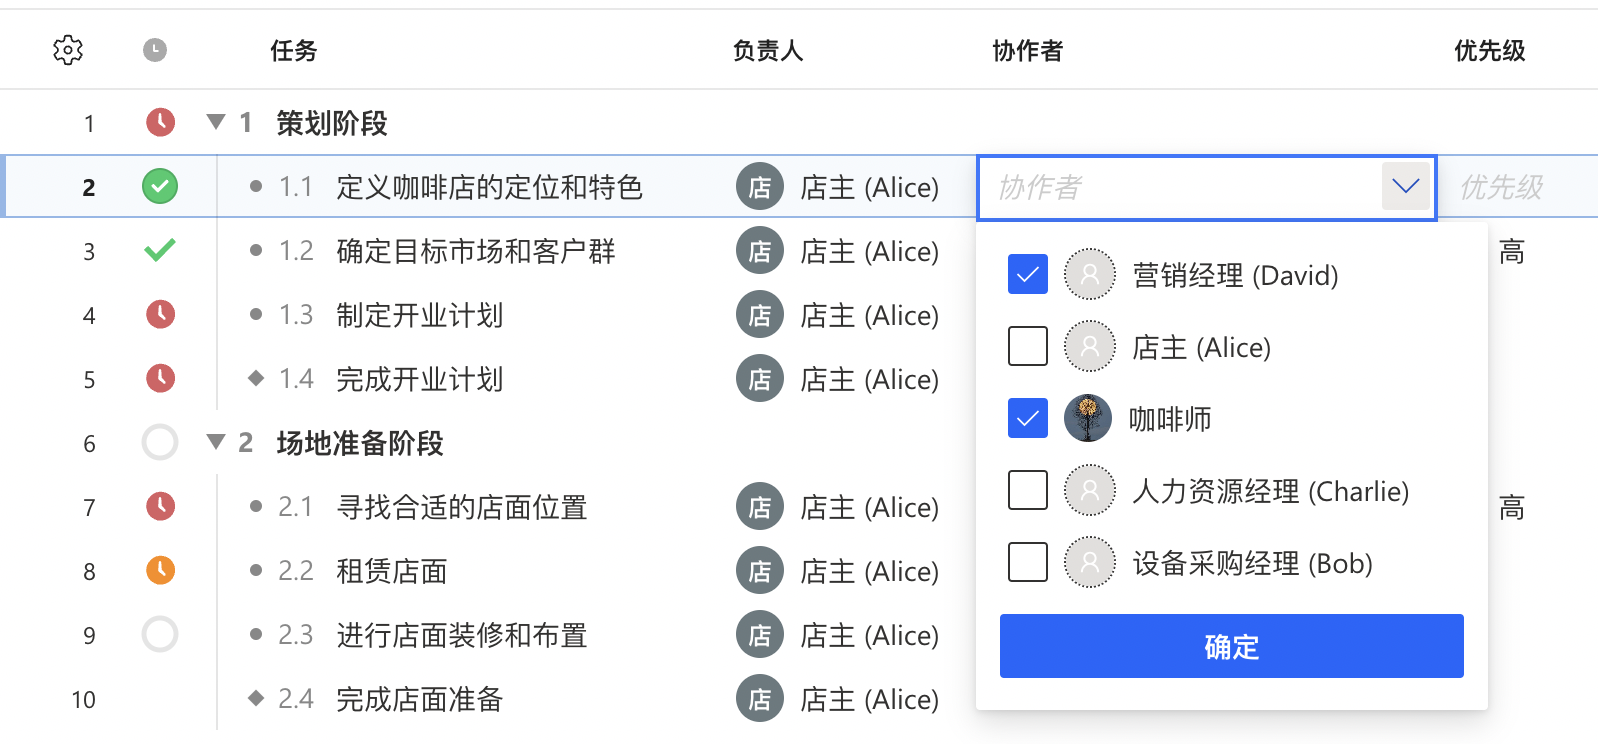 任务 负责人 协作者 优先级
1 1 策划阶段
2 1.1 定义咖啡店的定位和特色 店 店主 (Alice) 协作者 优先级
3 1.2 确定目标市场和客户群 店 店主 (Alice) 高
4 1.3 制定开业计划 店 店主 (Alice)
5 1.4 完成开业计划 店 店主 (Alice)
6 2 场地准备阶段
7 2.1 寻找合适的店面位置 店 店主 (Alice) 高
8 2.2 租赁店面 店 店主 (Alice)
9 2.3 进行店面装修和布置 店 店主 (Alice)
10 2.4 完成店面准备 店 店主 (Alice)
营销经理 (David)
店主 (Alice)
咖啡师
人力资源经理 (Charlie)
设备采购经理 (Bob)
确定